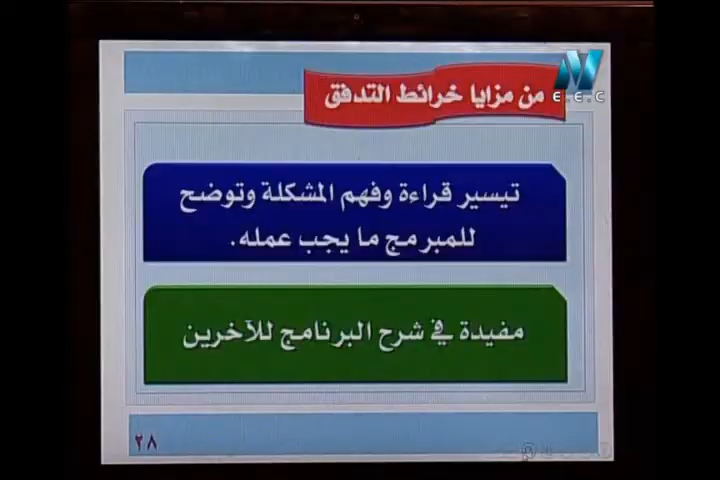 من مزايا خرائط التدفق
E.E.C
تيسير قراءة وفهم المشكلة وتوضح
للمبرمج ما يجب عمله.
مفيدة في شرح البرنامج للآخرين
٢٨